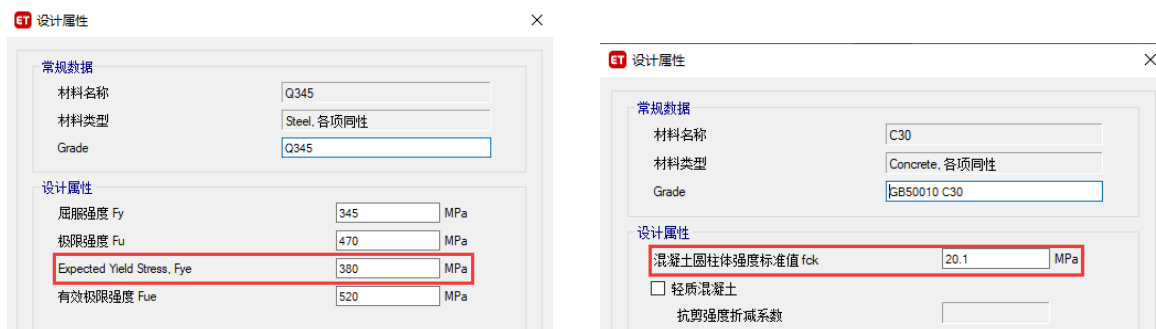 ET 设计属性
常规数据
材料名称 Q345
材料类型 Steel, 各项同性
Grade Q345
设计属性
屈服强度 Fy 345 MPa
极限强度 Fu 470 MPa
Expected Yield Stress, Fye 380 MPa
有效极限强度 Fue 520 MPa
ET 设计属性
常规数据
材料名称 C30
材料类型 Concrete, 各项同性
Grade GB50010 C30
设计属性
混凝土圆柱体强度标准值 fck 20.1 MPa
轻质混凝土
抗剪强度折减系数